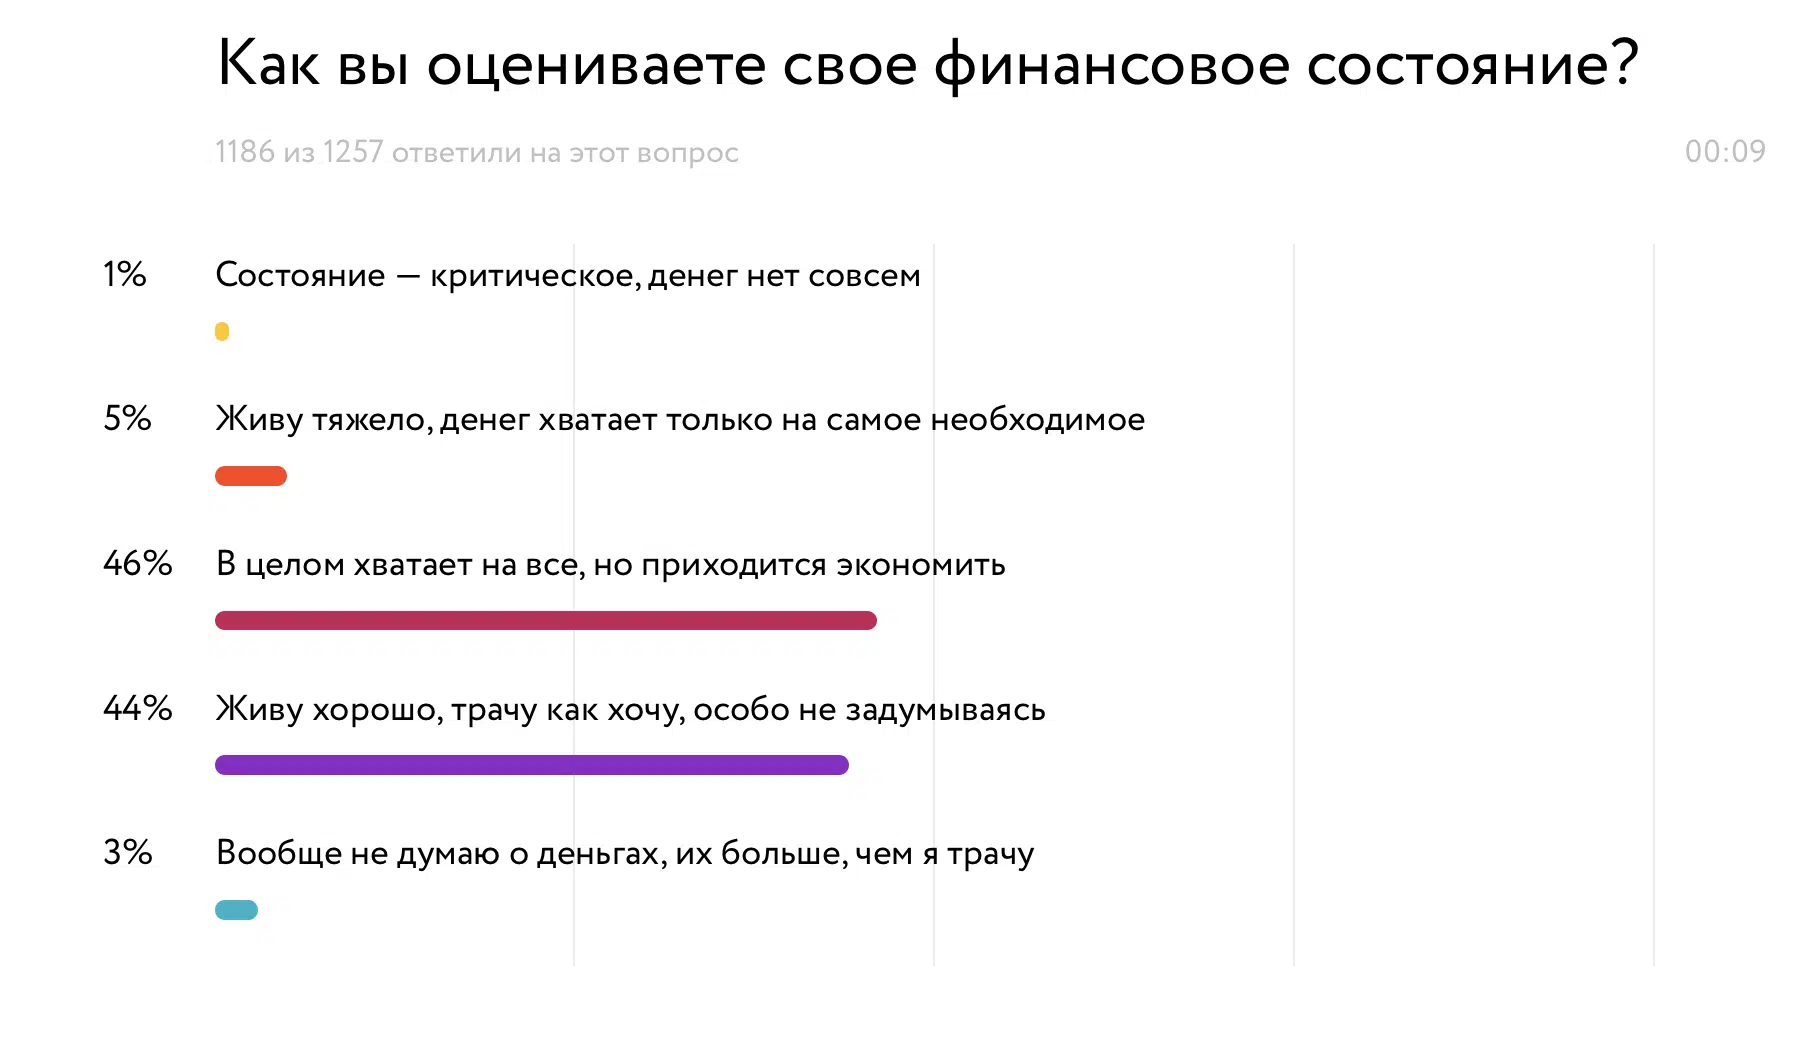 Как вы оцениваете свое финансовое состояние?
1186 из 1257 ответили на этот вопрос 00:09
1% Состояние — критическое, денег нет совсем
5% Живу тяжело, денег хватает только на самое необходимое
46% В целом хватает на все, но приходится экономить
44% Живу хорошо, трачу как хочу, особо не задумываясь
3% Вообще не думаю о деньгах, их больше, чем я трачу